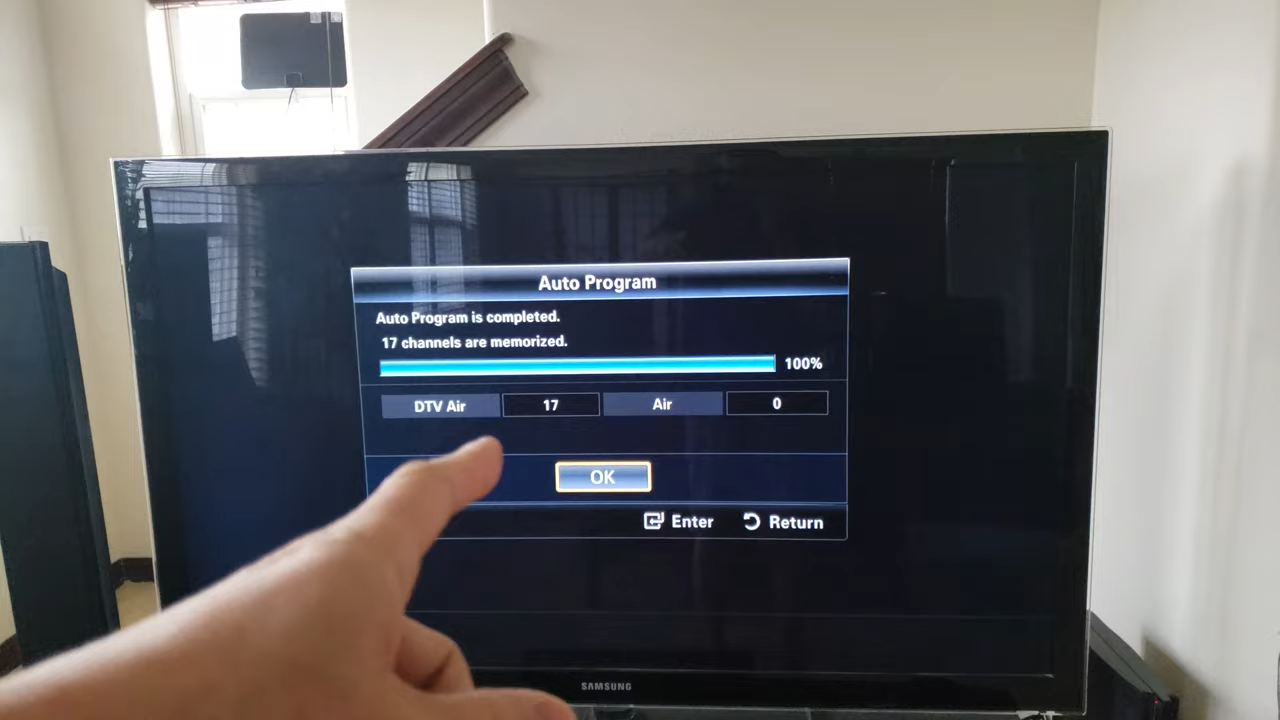 Auto Program
Auto Program is completed.
17 channels are memorized.
100%
DTV Air 17 Air 0
OK
Enter Return
SAMSUNG